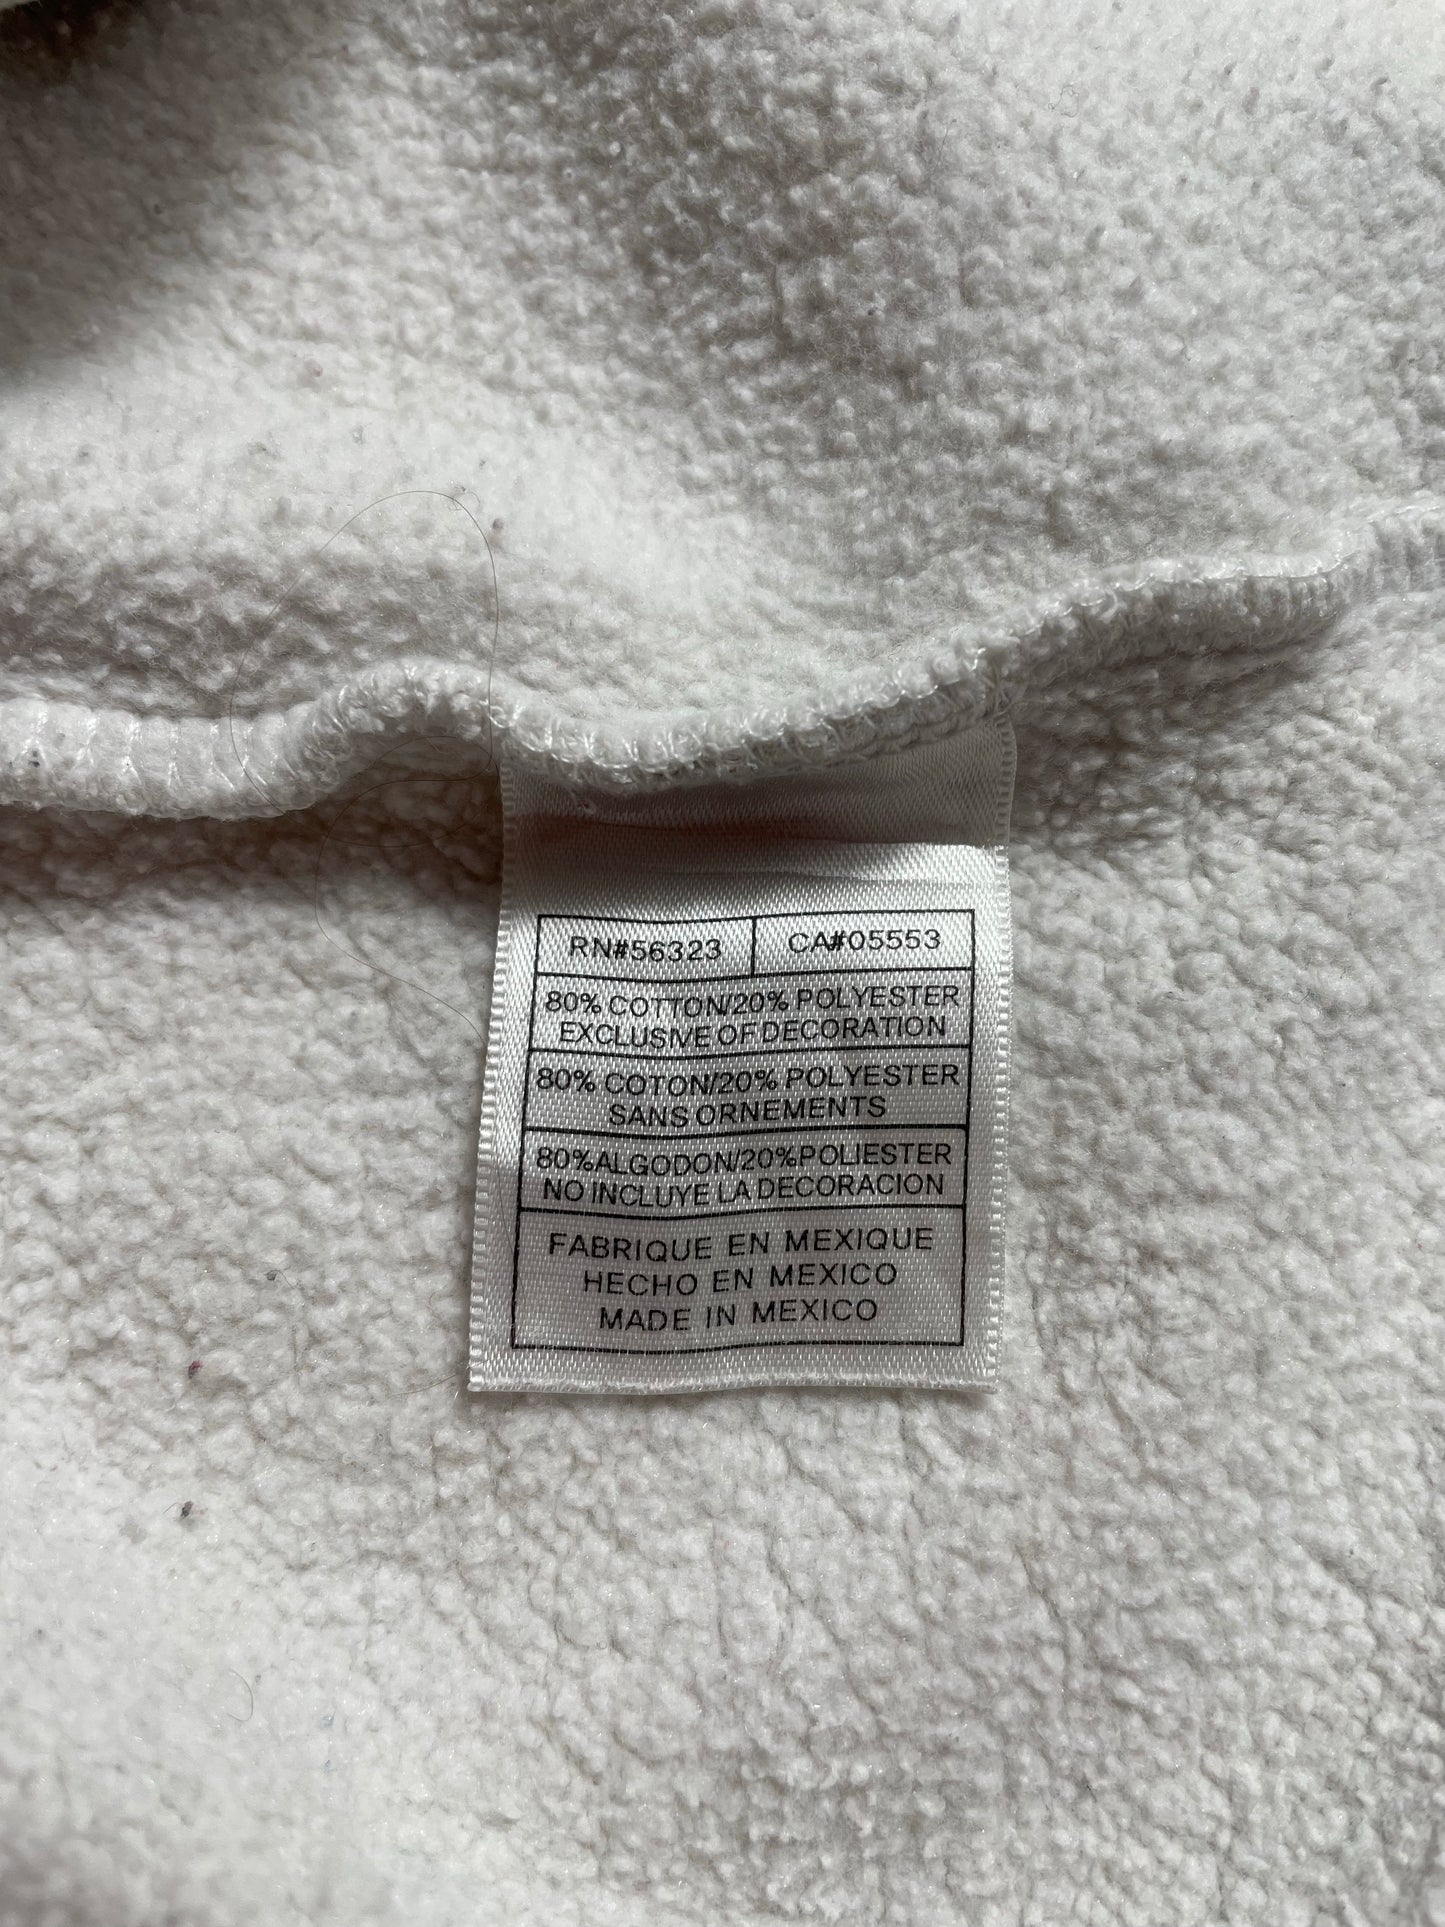 RN#56323 CA#05553
80% COTTON/20% POLYESTER
EXCLUSIVE OF DECORATION
80% COTON/20% POLYESTER
SANS ORNEMENTS
80%ALGODON/20%POLIESTER
NO INCLUYE LA DECORACION
FABRIQUE EN MEXIQUE
HECHO EN MEXICO
MADE IN MEXICO